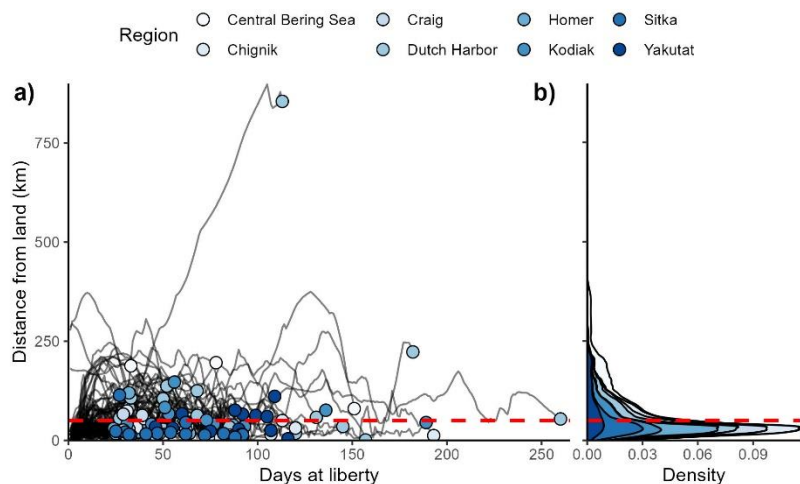 Region
Central Bering Sea
Craig
Homer
Sitka
Chignik
Dutch Harbor
Kodiak
Yakutat
a)
b)
Distance from land (km)
750
500
250
0
0
50
100
150
200
250
Days at liberty
0.00
0.03
0.06
0.09
Density